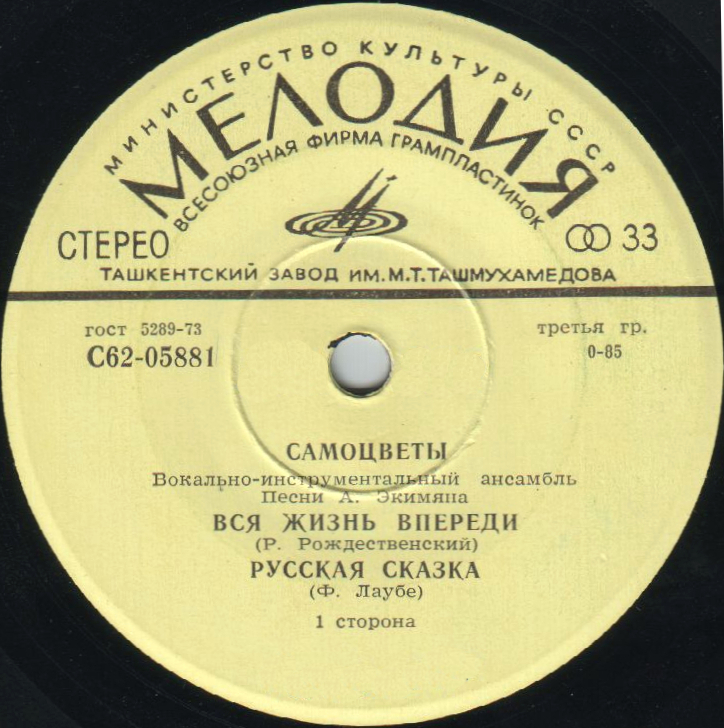 МИНИСТЕРСТВО КУЛЬТУРЫ СССР
МЕЛОДИЯ
ВСЕСОЮЗНАЯ ФИРМА ГРАМПЛАСТИНОК
СТЕРЕО 33
ТАШКЕНТСКИЙ ЗАВОД ИМ. М.Т.ТАШМУХАМЕДОВА
гост 5289-73 третья гр.
С62-05881 0-85
САМОЦВЕТЫ
Вокально-инструментальный ансамбль
Песни А. Экимяна
ВСЯ ЖИЗНЬ ВПЕРЕДИ
(Р. Рождественский)
РУССКАЯ СКАЗКА
(Ф. Лаубе)
1 сторона